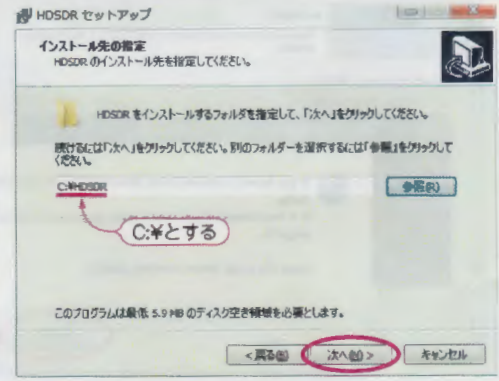 HDSDR セットアップ
インストール先の指定
HDSDR のインストール先を指定してください。
HDSDR をインストールするフォルダを指定して、「次へ」をクリックしてください。
続けるには「次へ」をクリックしてください。別のフォルダーを選択するには「参照」をクリックして
ください。
C:¥HDSDR
参照(R)
C:¥とする
このプログラムは最低 5.9 MB のディスク空き領域を必要とします。
< 戻る(B)
次へ(N) >
キャンセル